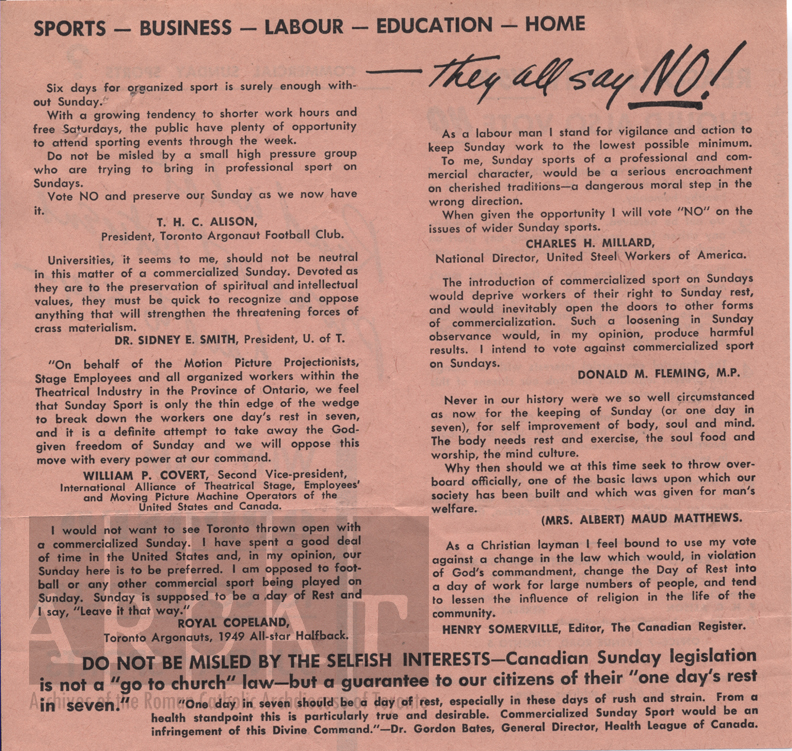 SPORTS — BUSINESS — LABOUR — EDUCATION — HOME
— they all say NO!
Six days for organized sport is surely enough with-
out Sunday.
With a growing tendency to shorter work hours and
free Saturdays, the public have plenty of opportunity
to attend sporting events through the week.
Do not be misled by a small high pressure group
who are trying to bring in professional sport on
Sundays.
Vote NO and preserve our Sunday as we now have
it.
T. H. C. ALISON,
President, Toronto Argonaut Football Club.
Universities, it seems to me, should not be neutral
in this matter of a commercialized Sunday. Devoted as
they are to the preservation of spiritual and intellectual
values, they must be quick to recognize and oppose
anything that will strengthen the threatening forces of
crass materialism.
DR. SIDNEY E. SMITH, President, U. of T.
"On behalf of the Motion Picture Projectionists,
Stage Employees and all organized workers within the
Theatrical Industry in the Province of Ontario, we feel
that Sunday Sport is only the thin edge of the wedge
to break down the workers one day's rest in seven,
and it is a definite attempt to take away the God-
given freedom of Sunday and we will oppose this
move with every power at our command.
WILLIAM P. COVERT, Second Vice-president,
International Alliance of Theatrical Stage, Employees'
and Moving Picture Machine Operators of the
United States and Canada.
I would not want to see Toronto thrown open with
a commercialized Sunday. I have spent a good deal
of time in the United States and, in my opinion, our
Sunday here is to be preferred. I am opposed to foot-
ball or any other commercial sport being played on
Sunday. Sunday is supposed to be a day of Rest and
I say, "Leave it that way."
ROYAL COPELAND,
Toronto Argonauts, 1949 All-star Halfback.
As a labour man I stand for vigilance and action to
keep Sunday work to the lowest possible minimum.
To me, Sunday sports of a professional and com-
mercial character, would be a serious encroachment
on cherished traditions—a dangerous moral step in the
wrong direction.
When given the opportunity I will vote "NO" on the
issues of wider Sunday sports.
CHARLES H. MILLARD,
National Director, United Steel Workers of America.
The introduction of commercialized sport on Sundays
would deprive workers of their right to Sunday rest,
and would inevitably open the doors to other forms
of commercialization. Such a loosening in Sunday
observance would, in my opinion, produce harmful
results. I intend to vote against commercialized sport
on Sundays.
DONALD M. FLEMING, M.P.
Never in our history were we so well circumstanced
as now for the keeping of Sunday (or one day in
seven), for self improvement of body, soul and mind.
The body needs rest and exercise, the soul food and
worship, the mind culture.
Why then should we at this time seek to throw over-
board officially, one of the basic laws upon which our
society has been built and which was given for man's
welfare.
(MRS. ALBERT) MAUD MATTHEWS.
As a Christian layman I feel bound to use my vote
against a change in the law which would, in violation
of God's commandment, change the Day of Rest into
a day of work for large numbers of people, and tend
to lessen the influence of religion in the life of the
community.
HENRY SOMERVILLE, Editor, The Canadian Register.
ARCAT
DO NOT BE MISLED BY THE SELFISH INTERESTS—Canadian Sunday legislation
is not a "go to church" law—but a guarantee to our citizens of their "one day's rest
in seven."
Archives of the Roman Catholic Archdiocese of Toronto
"One day in seven should be a day of rest, especially in these days of rush and strain. From a
health standpoint this is particularly true and desirable. Commercialized Sunday Sport would be an
infringement of this Divine Command."—Dr. Gordon Bates, General Director, Health League of Canada.